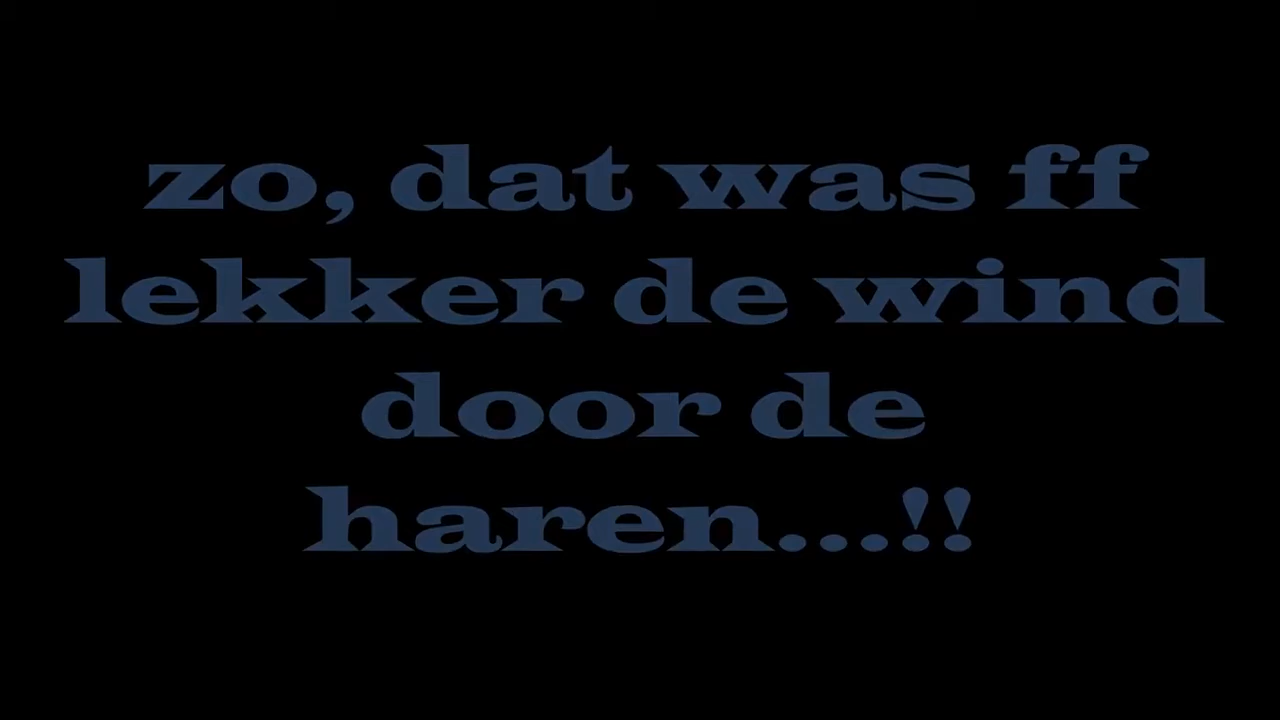 zo, dat was ff
lekker de wind
door de
haren...!!